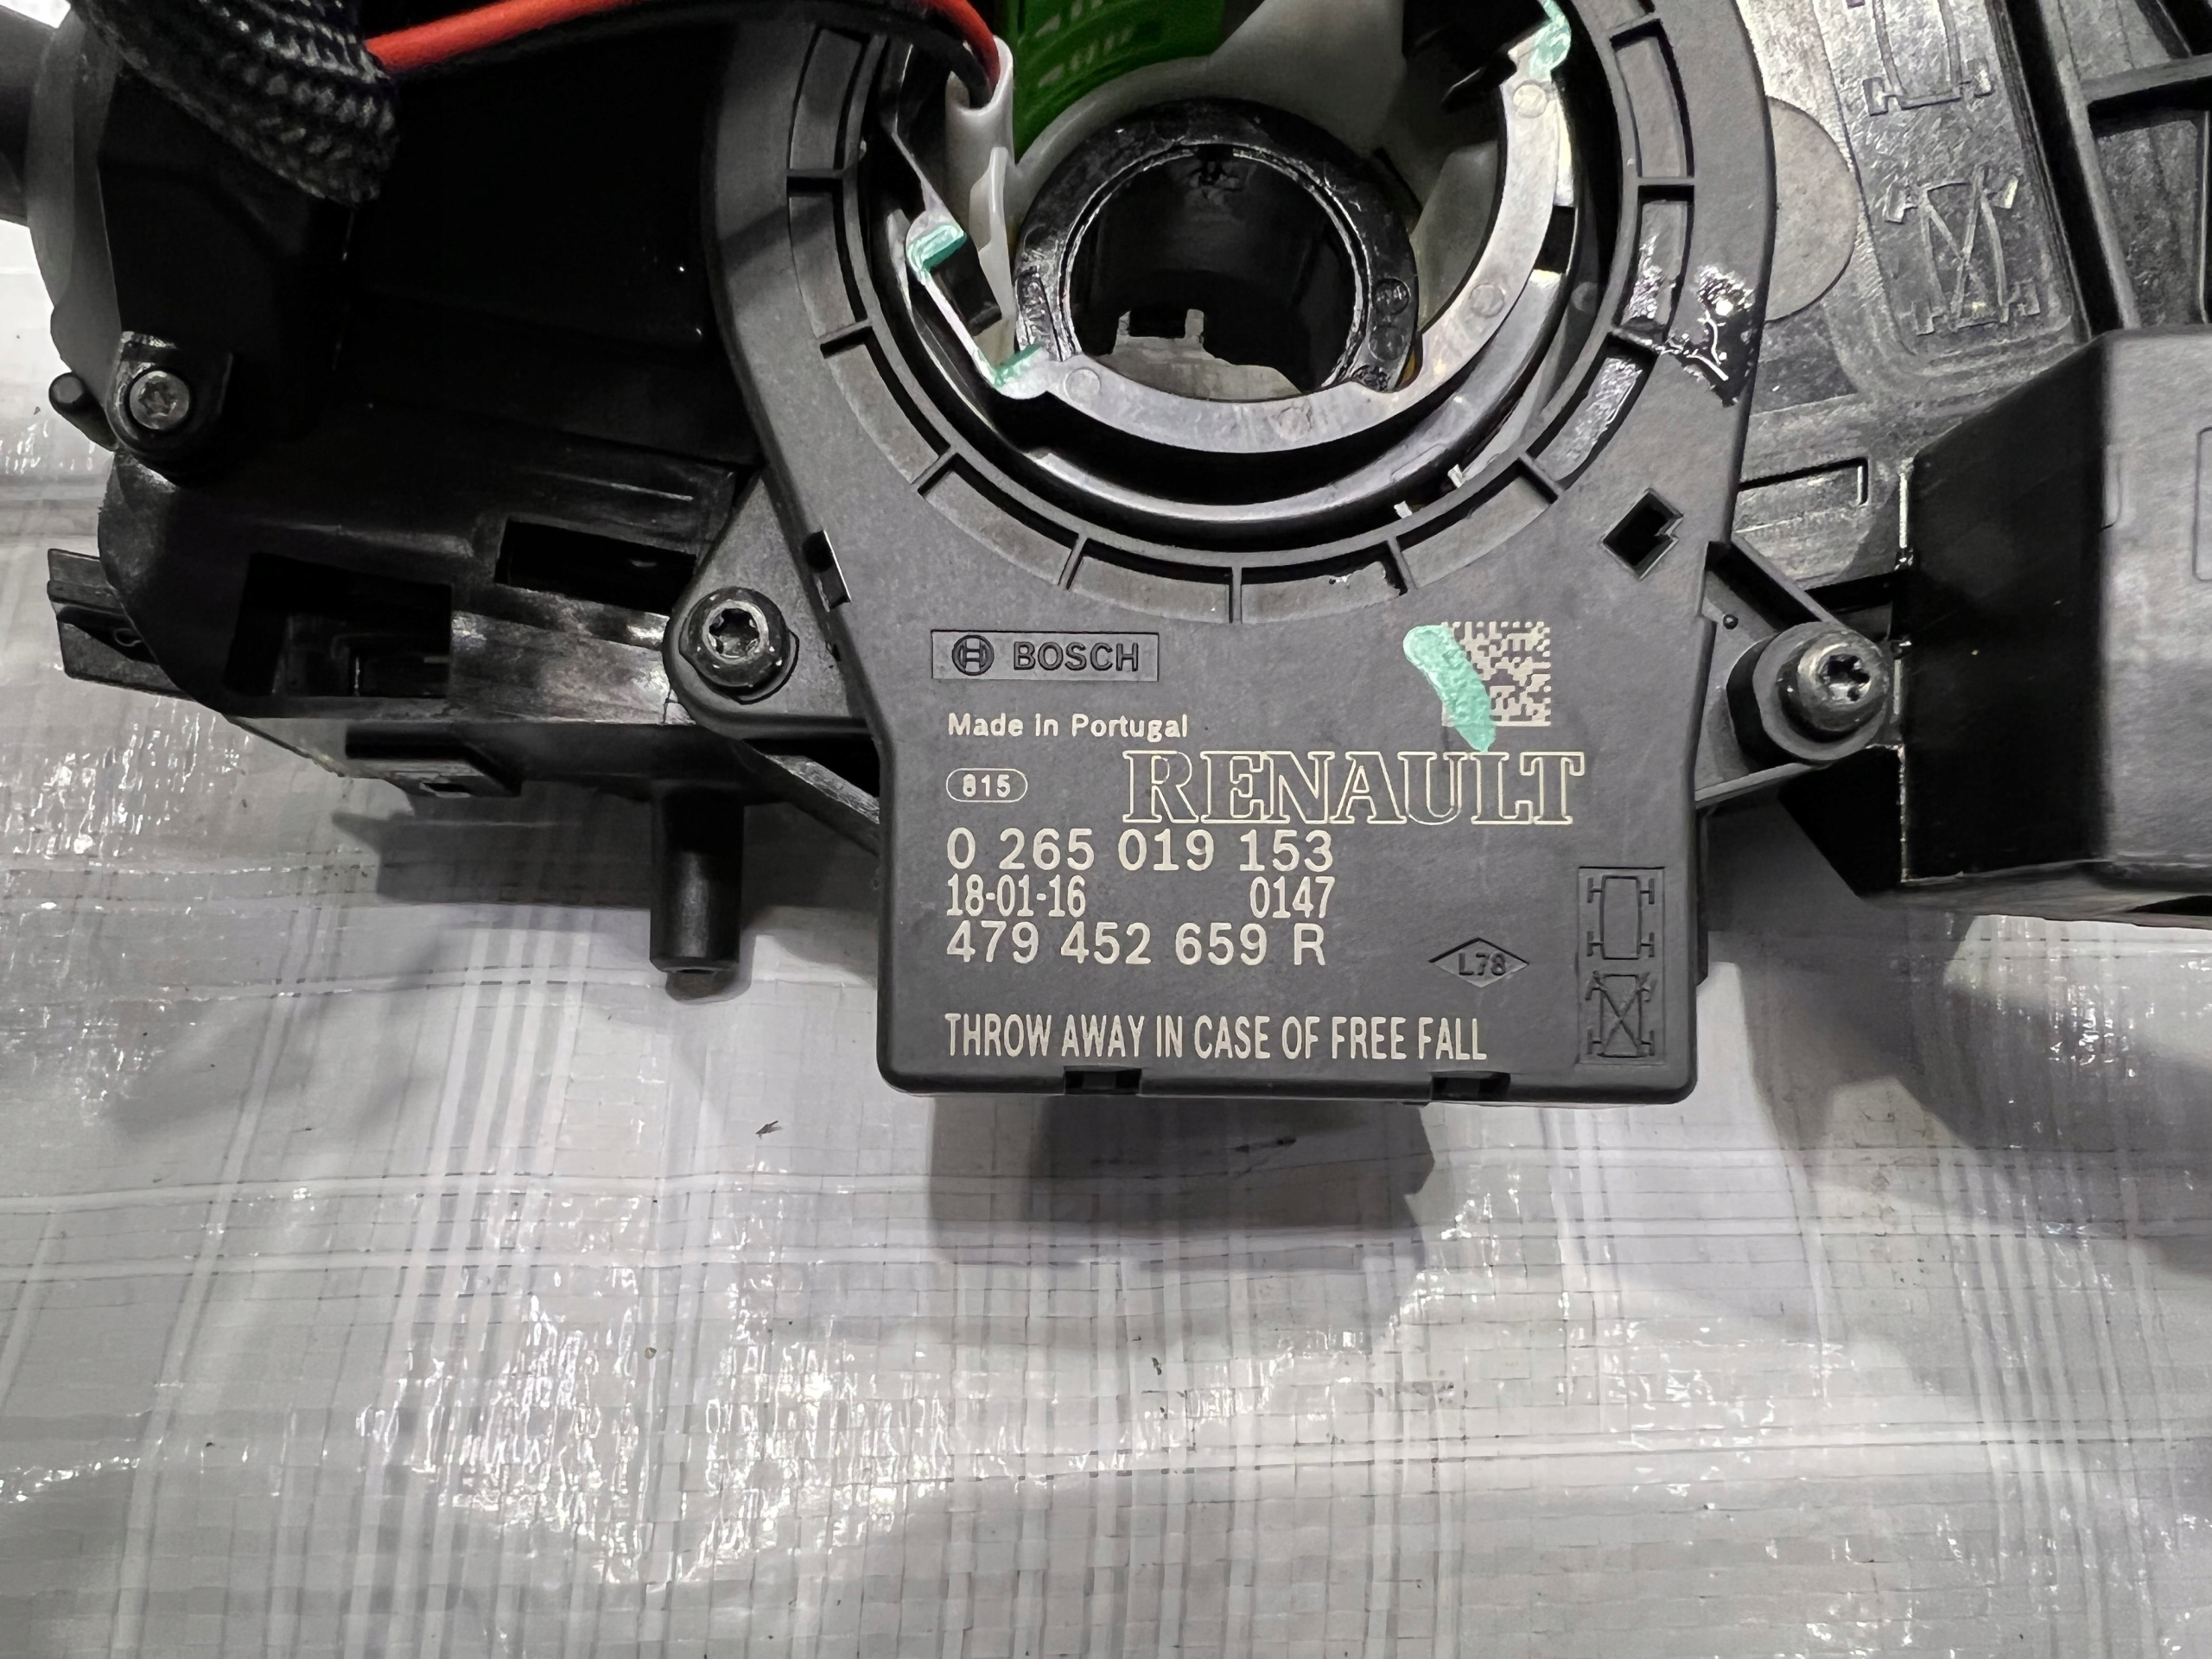 BOSCH
Made in Portugal
815
RENAULT
0 265 019 153
18-01-16 0147
479 452 659 R
L78
THROW AWAY IN CASE OF FREE FALL